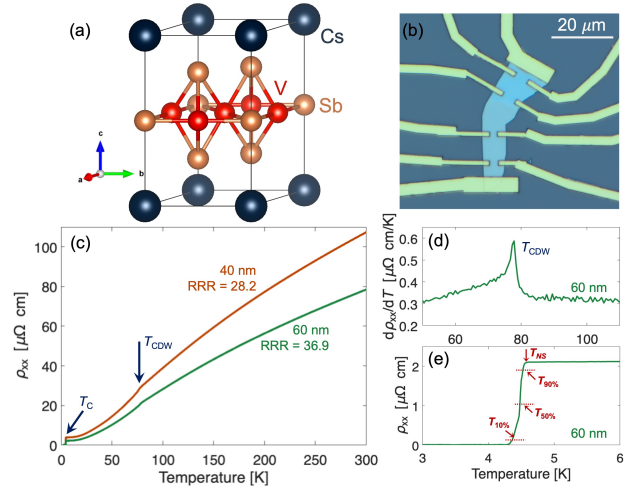 (a)
Cs
V
Sb
c
a
b
(b)
20 μm
(c)
100
80
60
40
20
0
ρxx [μΩ cm]
40 nm
RRR = 28.2
60 nm
RRR = 36.9
TCDW
TC
0
50
100
150
200
250
300
Temperature [K]
(d)
0.6
0.5
0.4
0.3
0.2
dρxx/dT [μΩ cm/K]
TCDW
60 nm
60
80
100
(e)
2
1
0
ρxx [μΩ cm]
TNS
T90%
T50%
T10%
60 nm
3
4
5
6
Temperature [K]